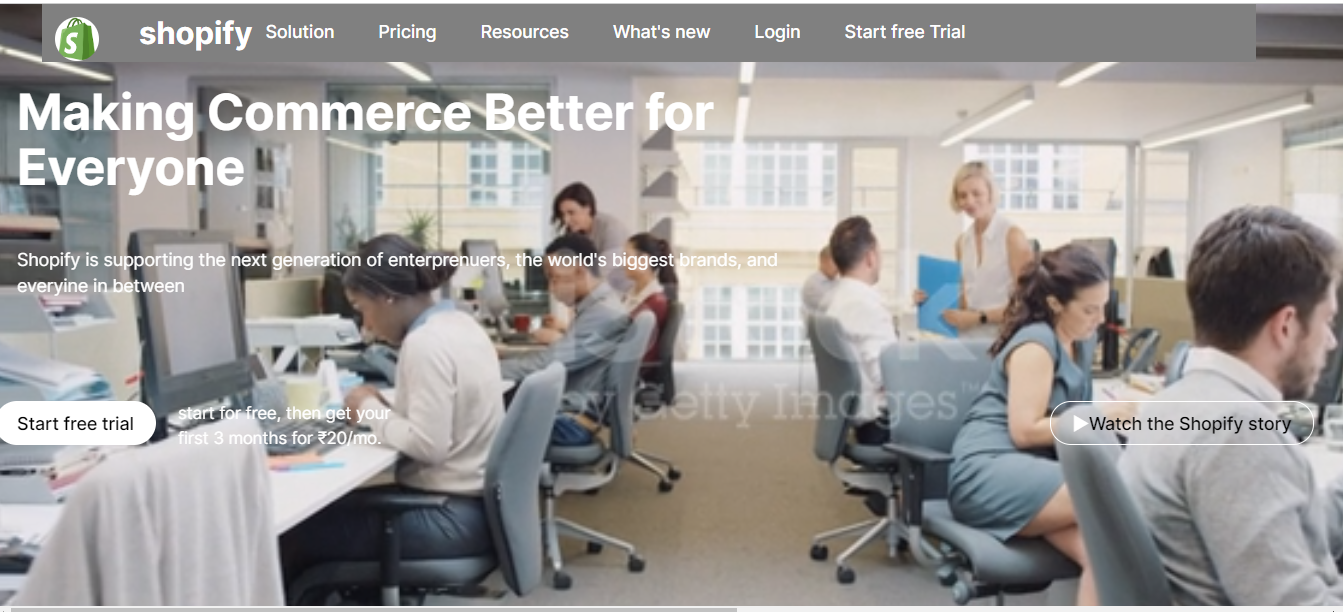 S
shopify Solution Pricing Resources What's new Login Start free Trial
Making Commerce Better for
Everyone
Shopify is supporting the next generation of enterprenuers, the world's biggest brands, and
everyine in between
Start free trial
start for free, then get your
first 3 months for ₹20/mo.
▶Watch the Shopify story
by Getty Images™